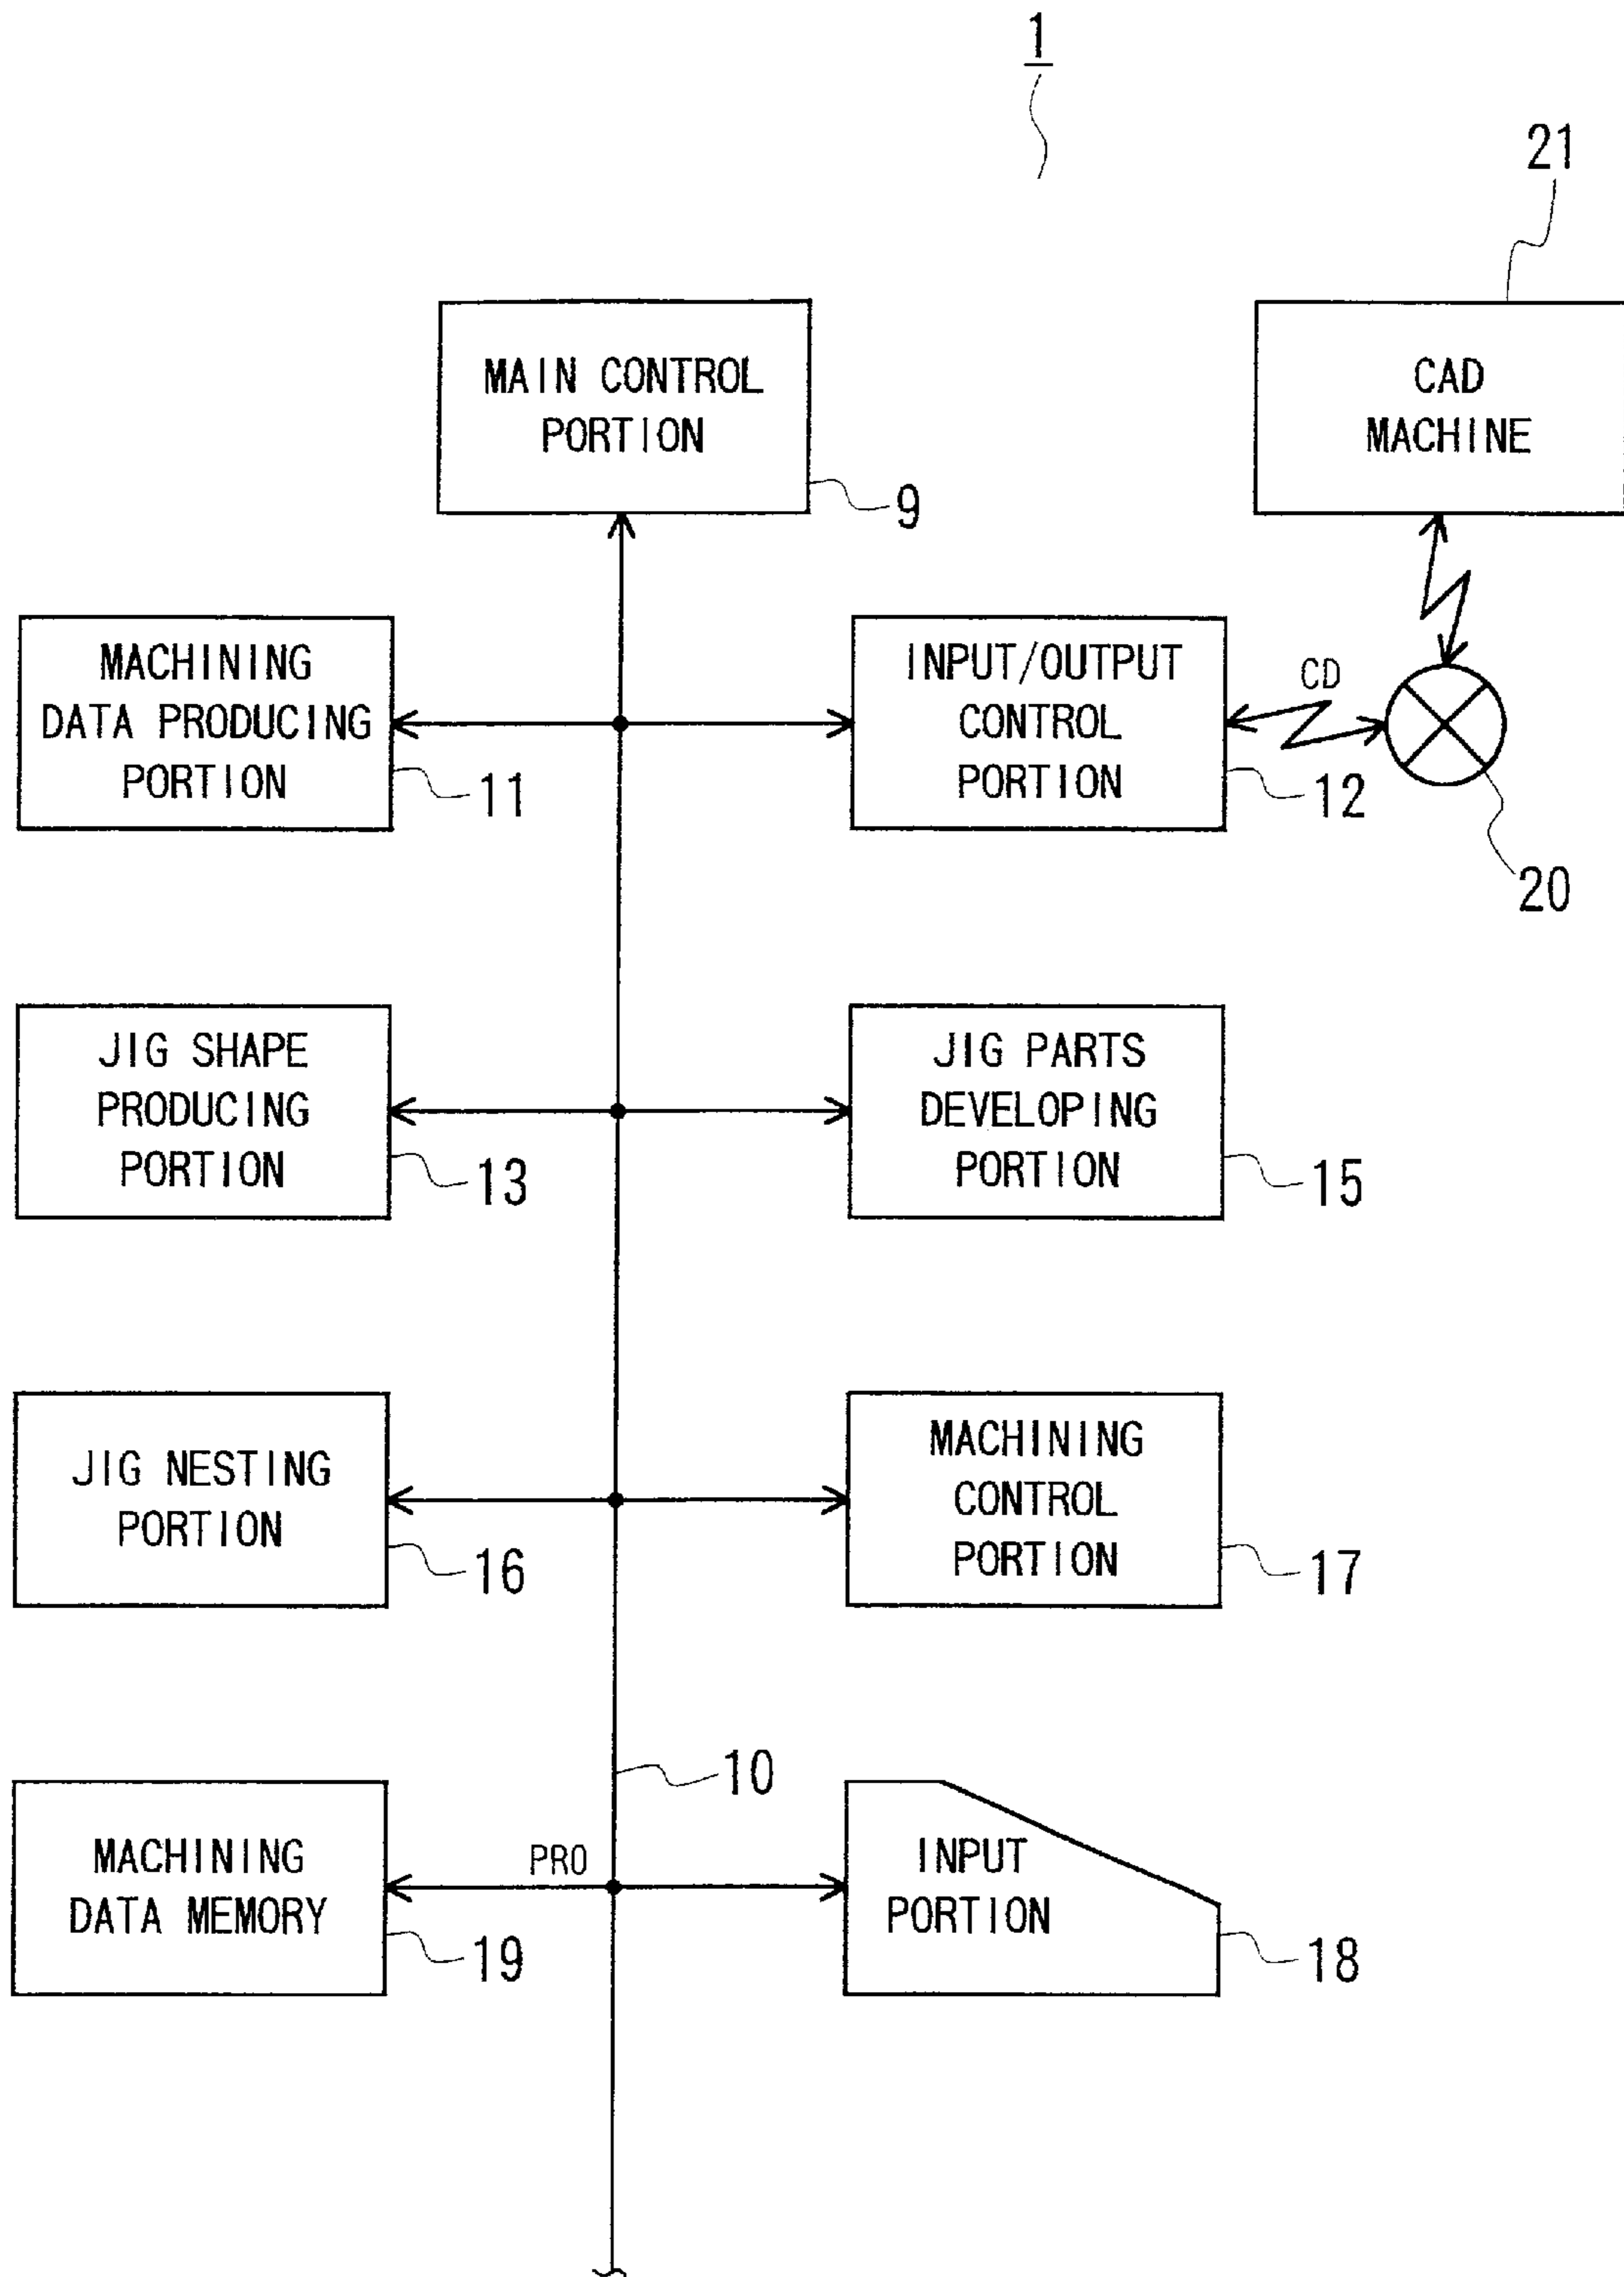 1
21
MAIN CONTROL
PORTION
9
CAD
MACHINE
MACHINING
DATA PRODUCING
PORTION
11
INPUT/OUTPUT
CONTROL
PORTION
12
CD
20
JIG SHAPE
PRODUCING
PORTION
13
JIG PARTS
DEVELOPING
PORTION
15
JIG NESTING
PORTION
16
MACHINING
CONTROL
PORTION
17
10
MACHINING
DATA MEMORY
19
PRO
INPUT
PORTION
18